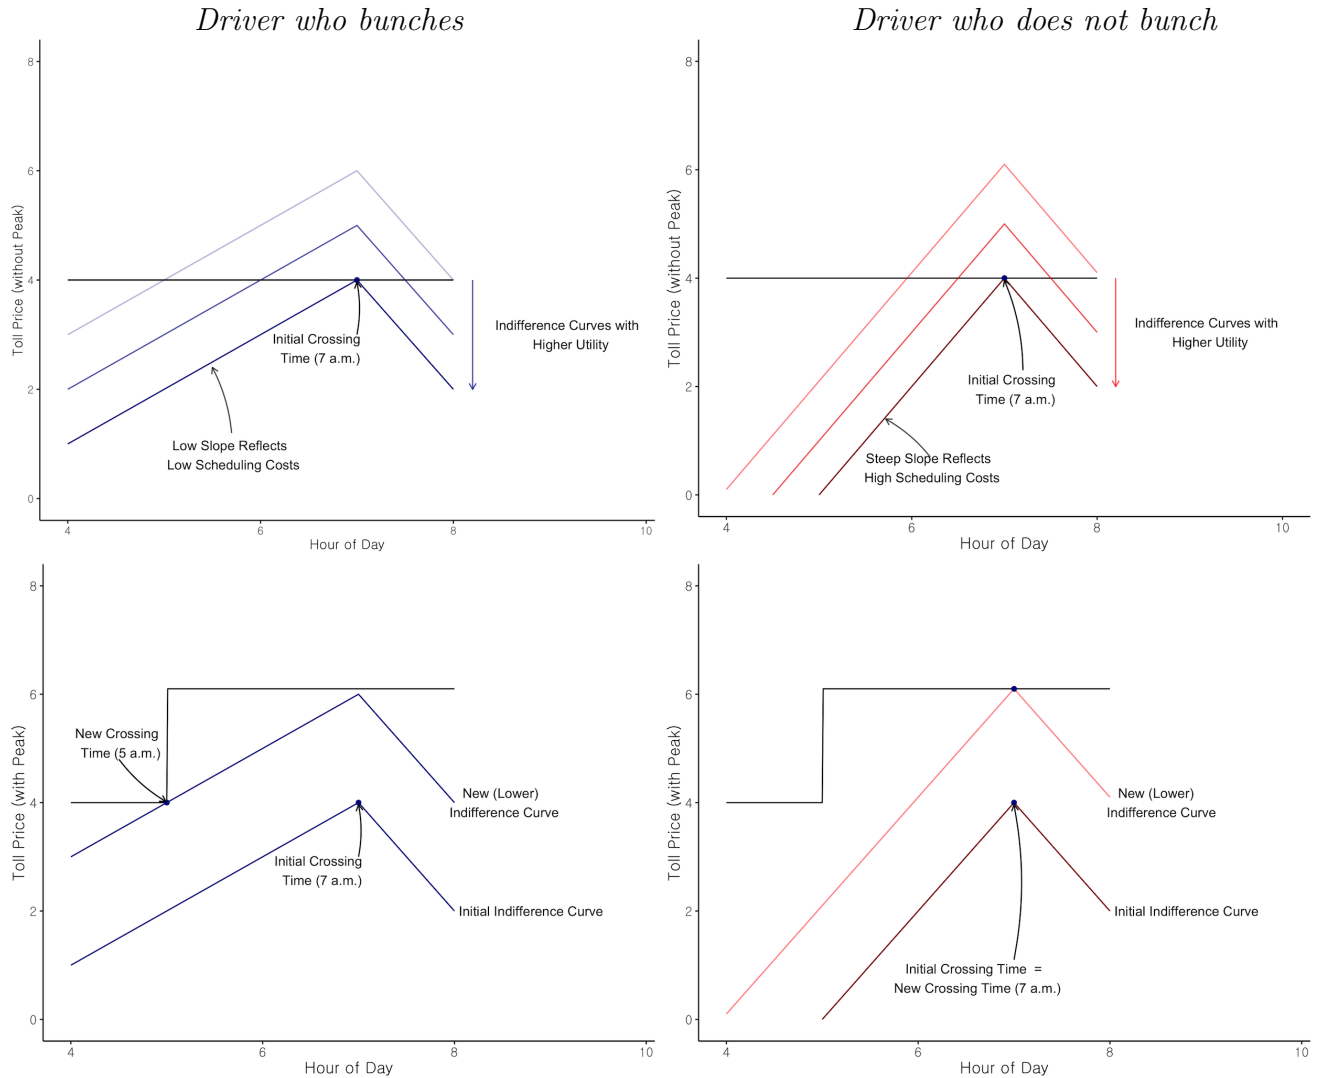 Driver who bunches
Driver who does not bunch
Toll Price (without Peak)
8
6
4
2
0
Initial Crossing
Time (7 a.m.)
Indifference Curves with
Higher Utility
Low Slope Reflects
Low Scheduling Costs
4
6
8
10
Hour of Day
Toll Price (without Peak)
8
6
4
2
0
Indifference Curves with
Higher Utility
Initial Crossing
Time (7 a.m.)
Steep Slope Reflects
High Scheduling Costs
4
6
8
10
Hour of Day
Toll Price (with Peak)
8
6
4
2
0
New Crossing
Time (5 a.m.)
New (Lower)
Indifference Curve
Initial Crossing
Time (7 a.m.)
Initial Indifference Curve
4
6
8
10
Hour of Day
Toll Price (with Peak)
8
6
4
2
0
New (Lower)
Indifference Curve
Initial Indifference Curve
Initial Crossing Time =
New Crossing Time (7 a.m.)
4
6
8
10
Hour of Day